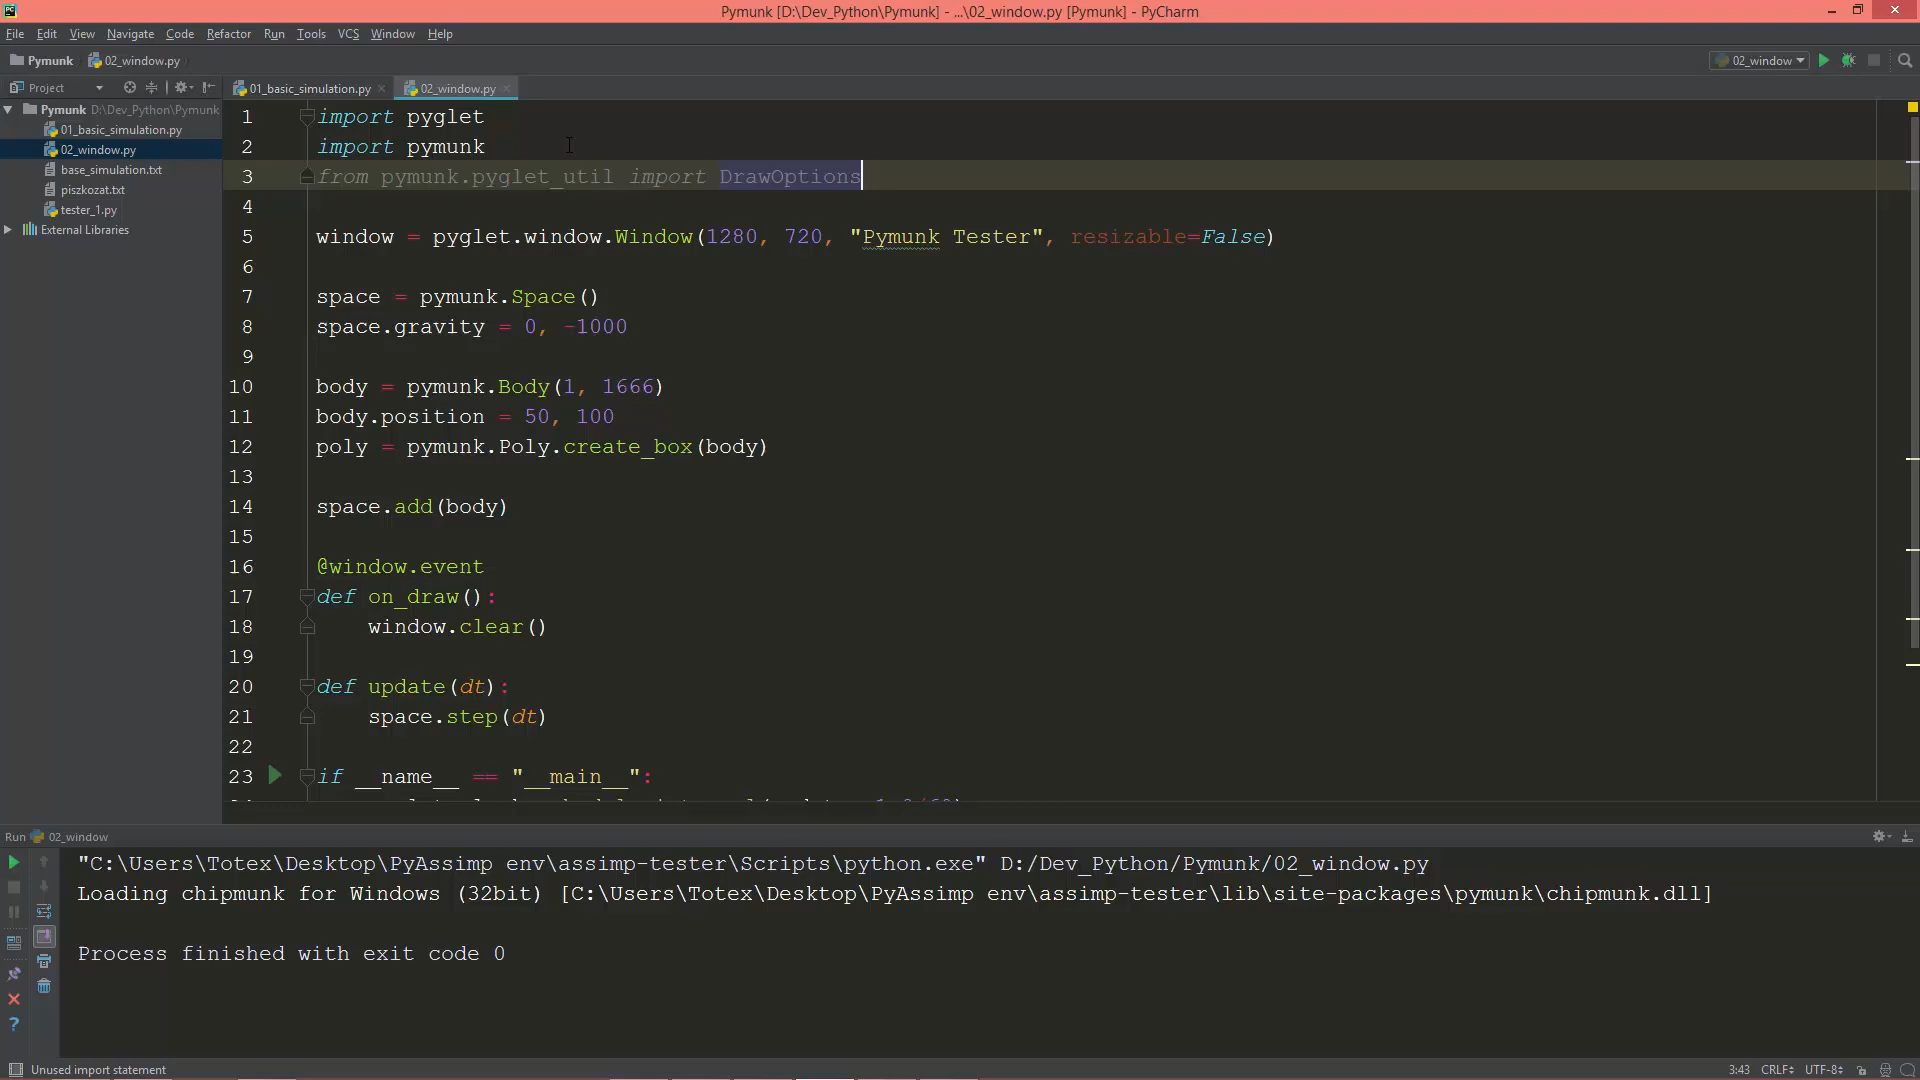 Pymunk [D:\Dev_Python\Pymunk] - ...\02_window.py [Pymunk] - PyCharm
File Edit View Navigate Code Refactor Run Tools VCS Window Help
Pymunk 02_window.py 02_window
Project 01_basic_simulation.py 02_window.py
Pymunk D:\Dev_Python\Pymunk
01_basic_simulation.py
02_window.py
base_simulation.txt
piszkozat.txt
tester_1.py
External Libraries
1 import pyglet
2 import pymunk
3 from pymunk.pyglet_util import DrawOptions
4
5 window = pyglet.window.Window(1280, 720, "Pymunk Tester", resizable=False)
6
7 space = pymunk.Space()
8 space.gravity = 0, -1000
9
10 body = pymunk.Body(1, 1666)
11 body.position = 50, 100
12 poly = pymunk.Poly.create_box(body)
13
14 space.add(body)
15
16 @window.event
17 def on_draw():
18 window.clear()
19
20 def update(dt):
21 space.step(dt)
22
23 if __name__ == "__main__":
Run 02_window
"C:\Users\Totex\Desktop\PyAssimp env\assimp-tester\Scripts\python.exe" D:/Dev_Python/Pymunk/02_window.py
Loading chipmunk for Windows (32bit) [C:\Users\Totex\Desktop\PyAssimp env\assimp-tester\lib\site-packages\pymunk\chipmunk.dll]
Process finished with exit code 0
Unused import statement 3:43 CRLF UTF-8